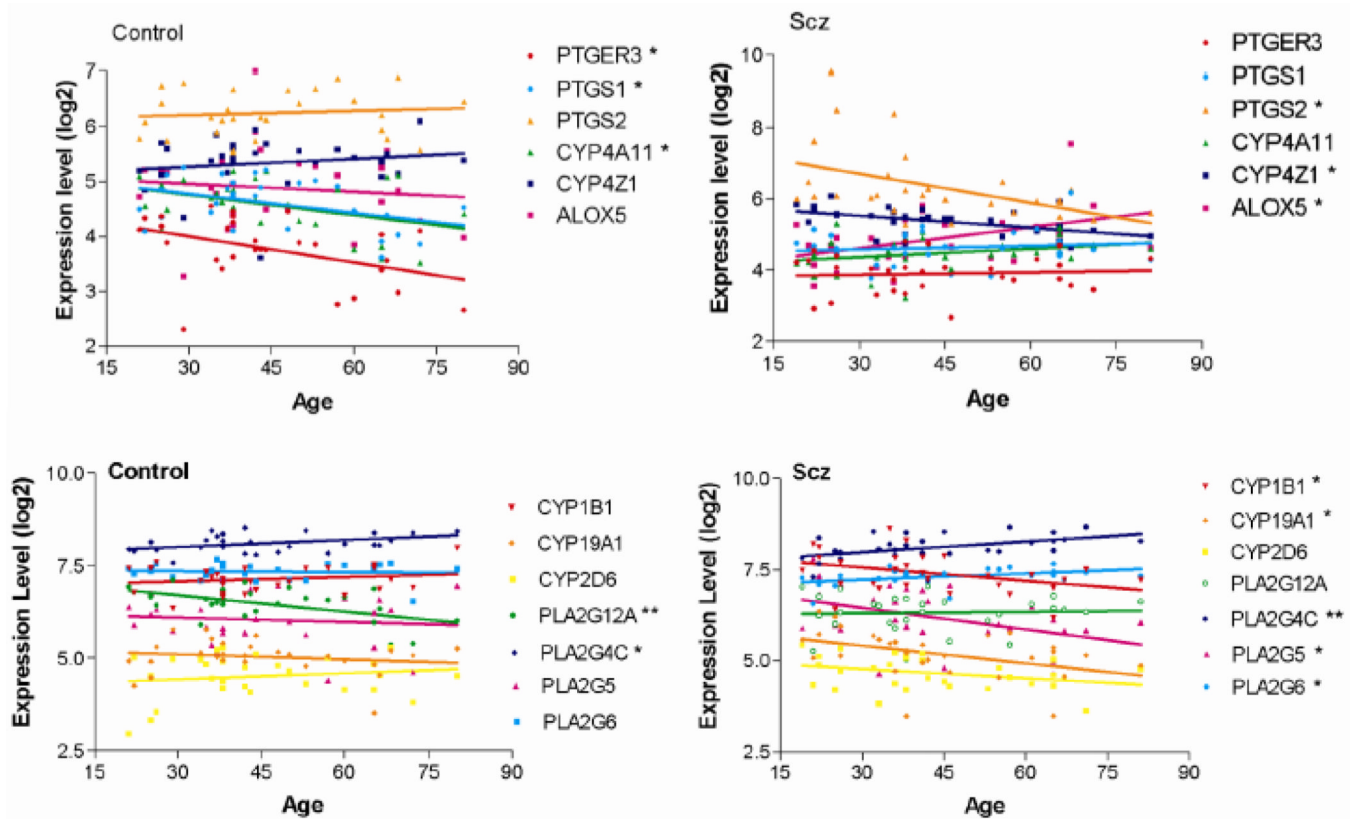 Control
Expression level (log2)
7
6
5
4
3
2
15
30
45
60
75
90
Age
PTGER3 *
PTGS1 *
PTGS2
CYP4A11 *
CYP4Z1
ALOX5
Scz
Expression level (log2)
10
8
6
4
2
15
30
45
60
75
90
Age
PTGER3
PTGS1
PTGS2 *
CYP4A11
CYP4Z1 *
ALOX5 *
Control
Expression Level (log2)
10.0
7.5
5.0
2.5
15
30
45
60
75
90
Age
CYP1B1
CYP19A1
CYP2D6
PLA2G12A **
PLA2G4C *
PLA2G5
PLA2G6
Scz
Expression Level (log2)
10.0
7.5
5.0
2.5
15
30
45
60
75
90
Age
CYP1B1 *
CYP19A1 *
CYP2D6
PLA2G12A
PLA2G4C **
PLA2G5 *
PLA2G6 *